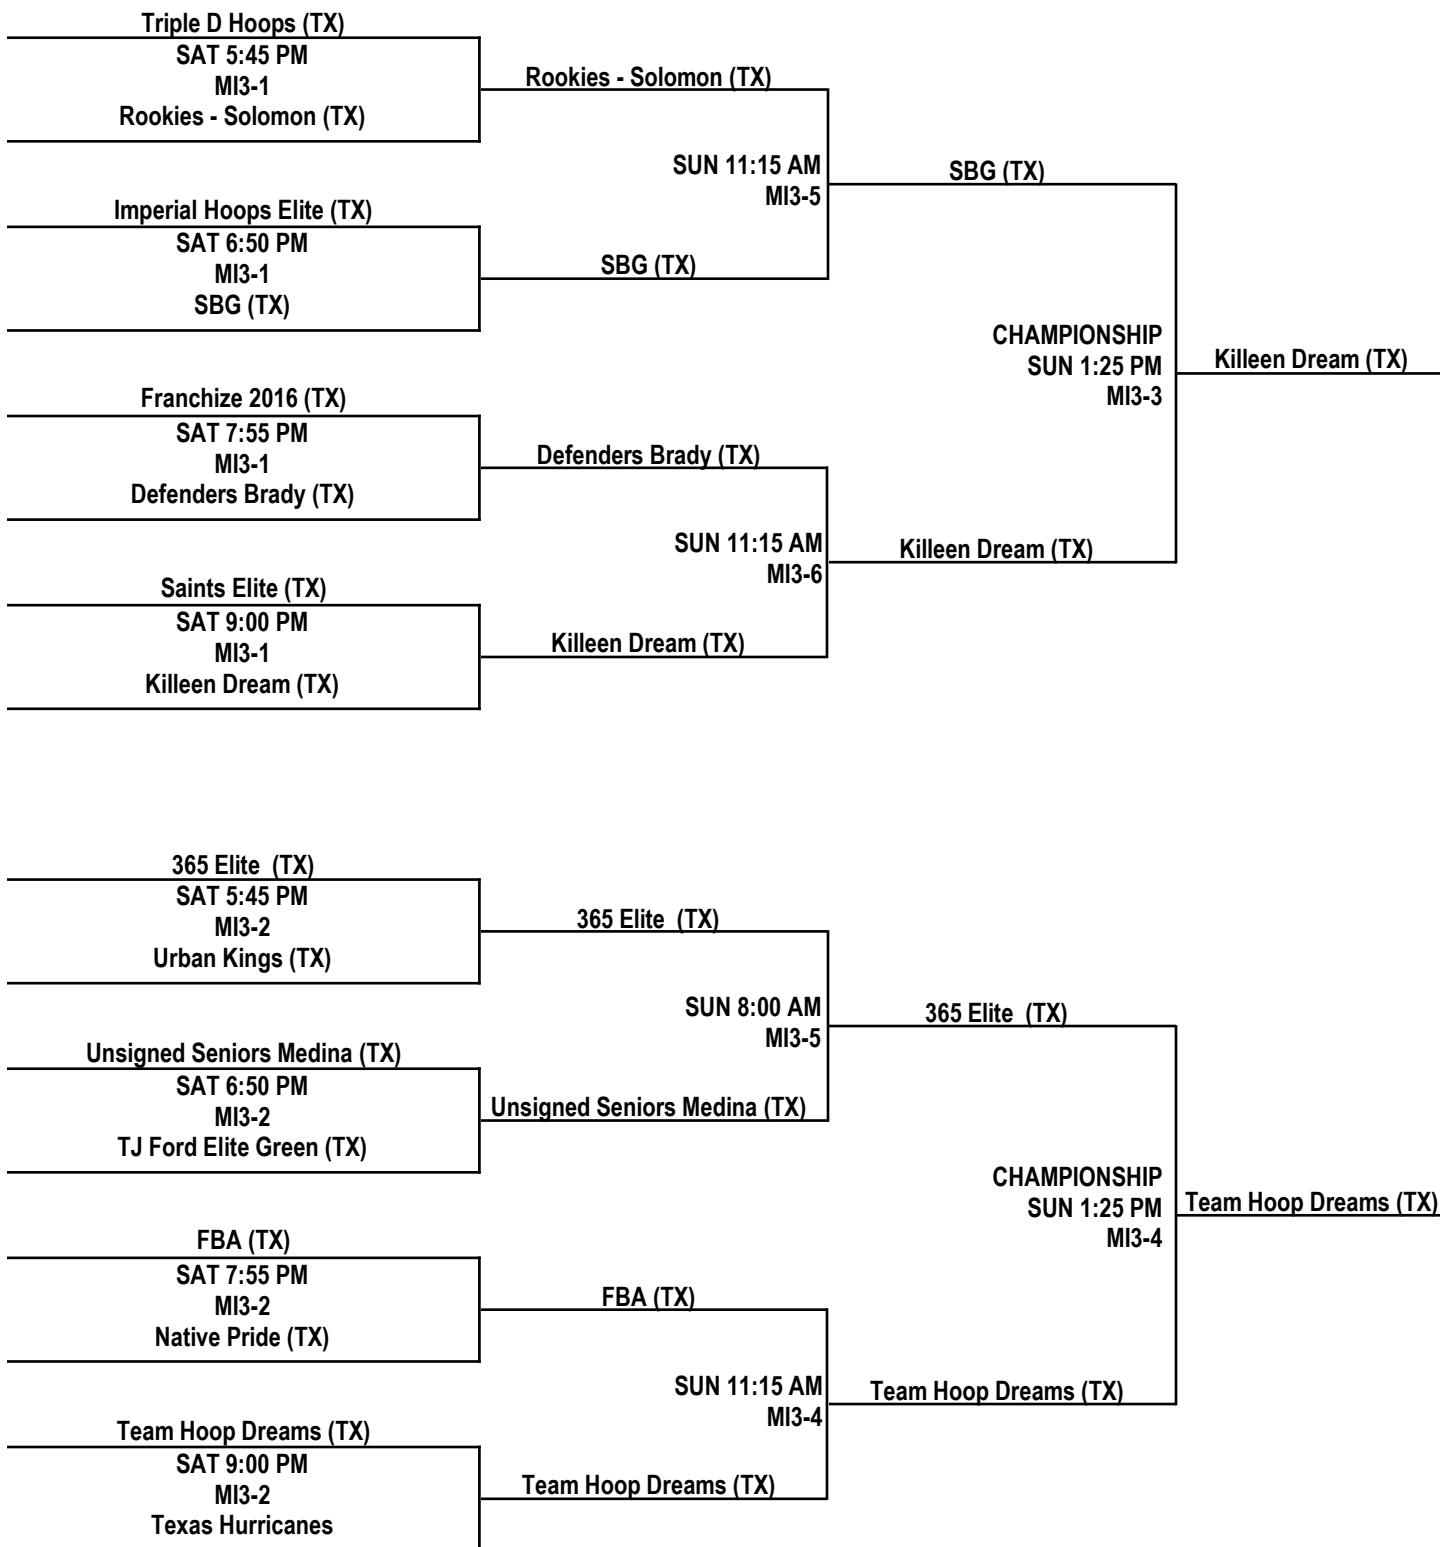 Triple D Hoops (TX)
SAT 5:45 PM
MI3-1
Rookies - Solomon (TX)
Rookies - Solomon (TX)
SUN 11:15 AM
MI3-5
SBG (TX)
Imperial Hoops Elite (TX)
SAT 6:50 PM
MI3-1
SBG (TX)
SBG (TX)
CHAMPIONSHIP
SUN 1:25 PM
MI3-3
Killeen Dream (TX)
Franchize 2016 (TX)
SAT 7:55 PM
MI3-1
Defenders Brady (TX)
Defenders Brady (TX)
SUN 11:15 AM
MI3-6
Killeen Dream (TX)
Saints Elite (TX)
SAT 9:00 PM
MI3-1
Killeen Dream (TX)
Killeen Dream (TX)
365 Elite  (TX)
SAT 5:45 PM
MI3-2
Urban Kings (TX)
365 Elite  (TX)
SUN 8:00 AM
MI3-5
365 Elite  (TX)
Unsigned Seniors Medina (TX)
SAT 6:50 PM
MI3-2
TJ Ford Elite Green (TX)
Unsigned Seniors Medina (TX)
CHAMPIONSHIP
SUN 1:25 PM
MI3-4
Team Hoop Dreams (TX)
FBA (TX)
SAT 7:55 PM
MI3-2
Native Pride (TX)
FBA (TX)
SUN 11:15 AM
MI3-4
Team Hoop Dreams (TX)
Team Hoop Dreams (TX)
SAT 9:00 PM
MI3-2
Texas Hurricanes
Team Hoop Dreams (TX)